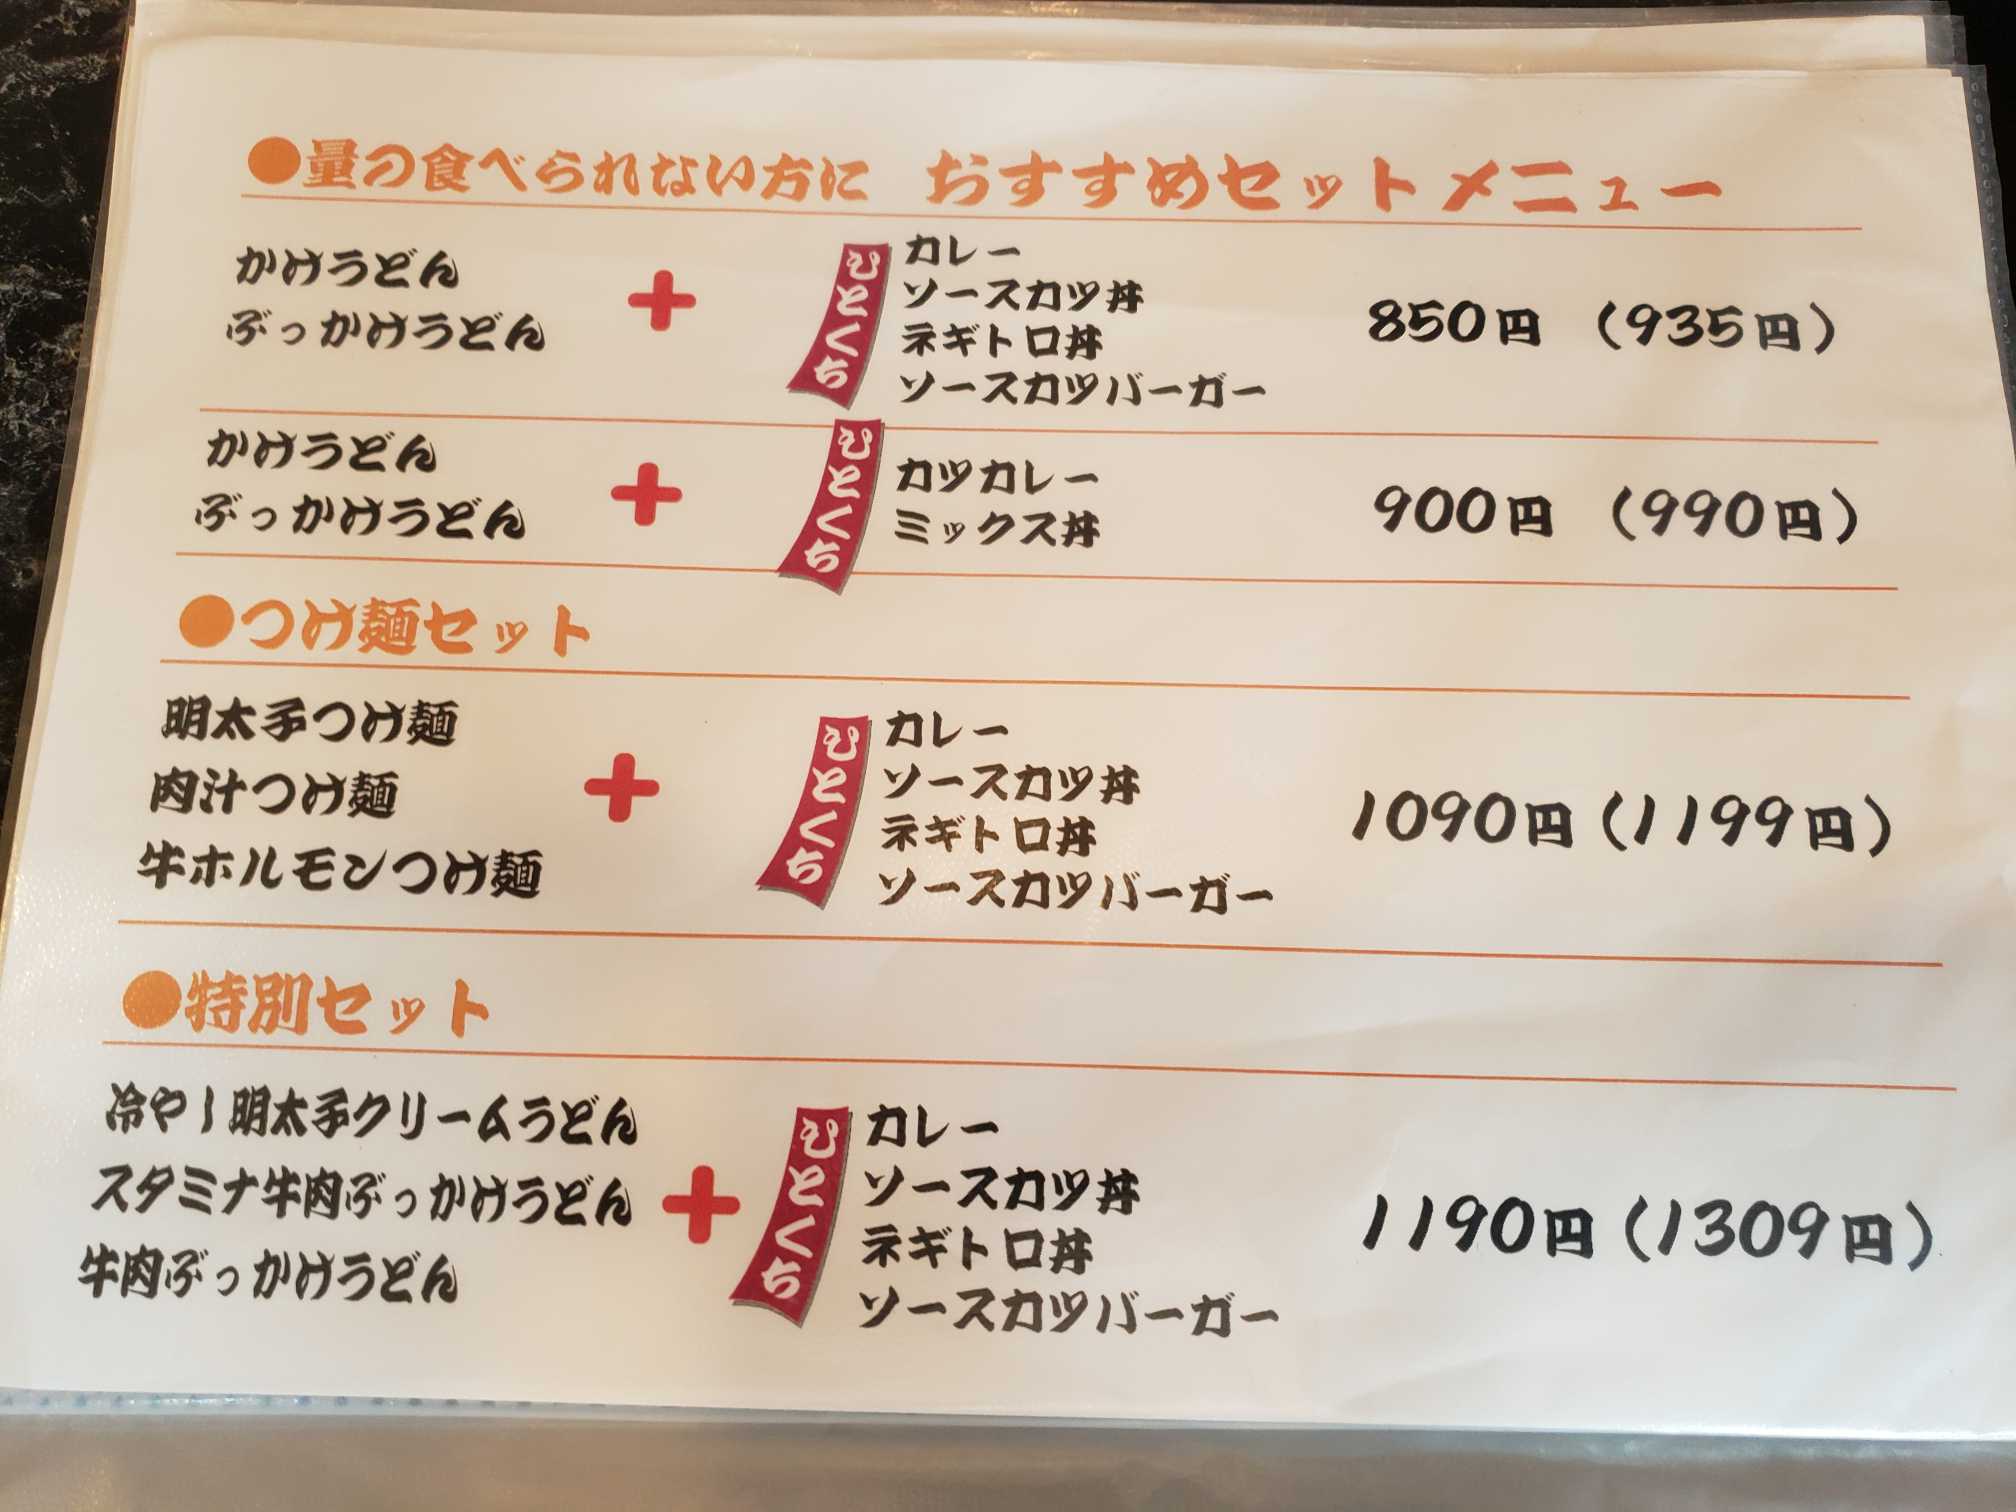 ●量の食べられない方に おすすめセットメニュー
かけうどん
ぶっかけうどん
+
ひとくち
カレー
ソースカツ丼
ネギトロ丼
ソースカツバーガー
850円 (935円)
かけうどん
ぶっかけうどん
+
ひとくち
カツカレー
ミックス丼
900円 (990円)
●つけ麺セット
明太子つけ麺
肉汁つけ麺
牛ホルモンつけ麺
+
ひとくち
カレー
ソースカツ丼
ネギトロ丼
ソースカツバーガー
1090円(1199円)
●特別セット
冷やし明太子クリームうどん
スタミナ牛肉ぶっかけうどん
牛肉ぶっかけうどん
+
ひとくち
カレー
ソースカツ丼
ネギトロ丼
ソースカツバーガー
1190円(1309円)